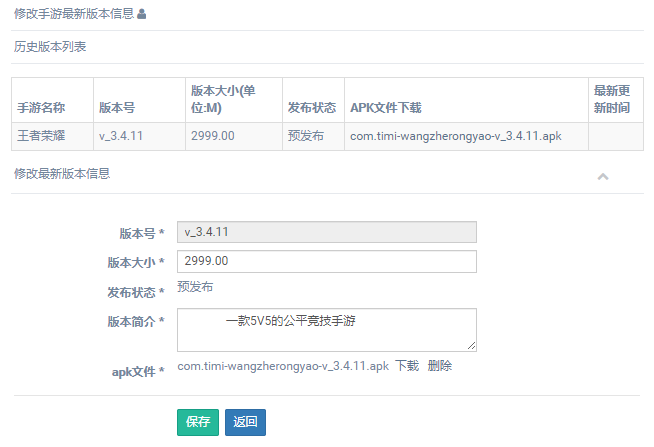 修改手游最新版本信息
历史版本列表
手游名称 版本号 版本大小(单位:M) 发布状态 APK文件下载 最新更新时间
王者荣耀 v_3.4.11 2999.00 预发布 com.timi-wangzherongyao-v_3.4.11.apk
修改最新版本信息
版本号 * v_3.4.11
版本大小 * 2999.00
发布状态 * 预发布
版本简介 * 一款5V5的公平竞技手游
apk文件 * com.timi-wangzherongyao-v_3.4.11.apk 下载 删除
保存 返回